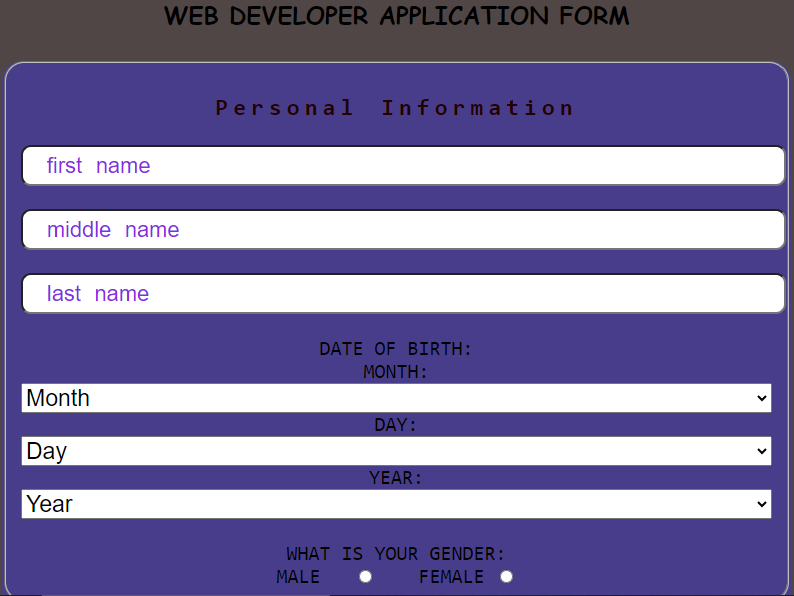 WEB DEVELOPER APPLICATION FORM
Personal Information
first name
middle name
last name
DATE OF BIRTH:
MONTH:
Month
DAY:
Day
YEAR:
Year
WHAT IS YOUR GENDER:
MALE FEMALE